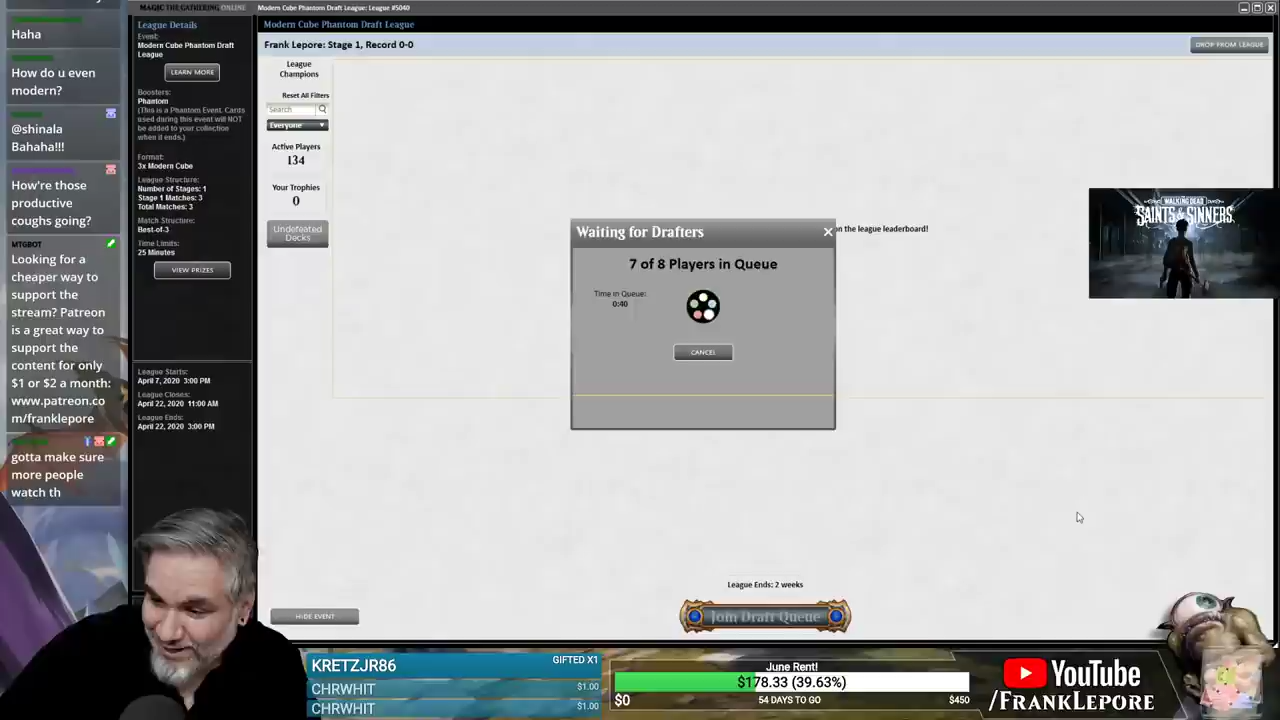 MAGIC THE GATHERING ONLINE
Modern Cube Phantom Draft League: League #5040
Haha
How do u even
modern?
@ahinala
Bahaha!!!
How're those
productive
coughs going?
MTGBOT
Looking for a
cheaper way to
support the
stream? Patreon
is a great way to
support the
content for only
$1 or $2 a month:
www.patreon.co
m/franklepore
gotta make sure
more people
watch th
League Details
Event:
Modern Cube Phantom Draft
League
LEARN MORE
Boosters:
Phantom
(This is a Phantom Event. Cards
used during this event will NOT
be added to your collection
when it ends.)
Format:
3x Modern Cube
League Structure:
Number of Stages: 1
Stage 1 Matches: 3
Total Matches: 3
Match Structure:
Best-of-3
Time Limits:
25 Minutes
VIEW PRIZES
League Starts:
April 7, 2020 3:00 PM
League Closes:
April 22, 2020 11:00 AM
League Ends:
April 22, 2020 3:00 PM
Modern Cube Phantom Draft League
Frank Lepore: Stage 1, Record 0-0
DROP FROM LEAGUE
League
Champions
Reset All Filters
Search
Everyone
Active Players
134
Your Trophies
0
Undefeated
Decks
on the league leaderboard!
Waiting for Drafters
7 of 8 Players in Queue
Time in Queue:
0:40
CANCEL
THE WALKING DEAD
SAINTS & SINNERS
League Ends: 2 weeks
Join Draft Queue
HIDE EVENT
KRETZJR86 GIFTED X1
CHRWHIT $1.00
CHRWHIT $1.00
June Rent!
$178.33 (39.63%)
$0 54 DAYS TO GO $450
YouTube
/FRANKLEPORE